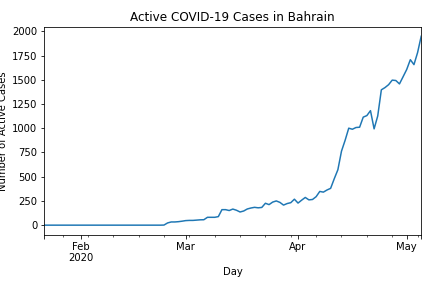 Active COVID-19 Cases in Bahrain
2000
1750
1500
1250
1000
750
500
250
0
Number of Active Cases
Feb
2020
Mar
Apr
May
Day